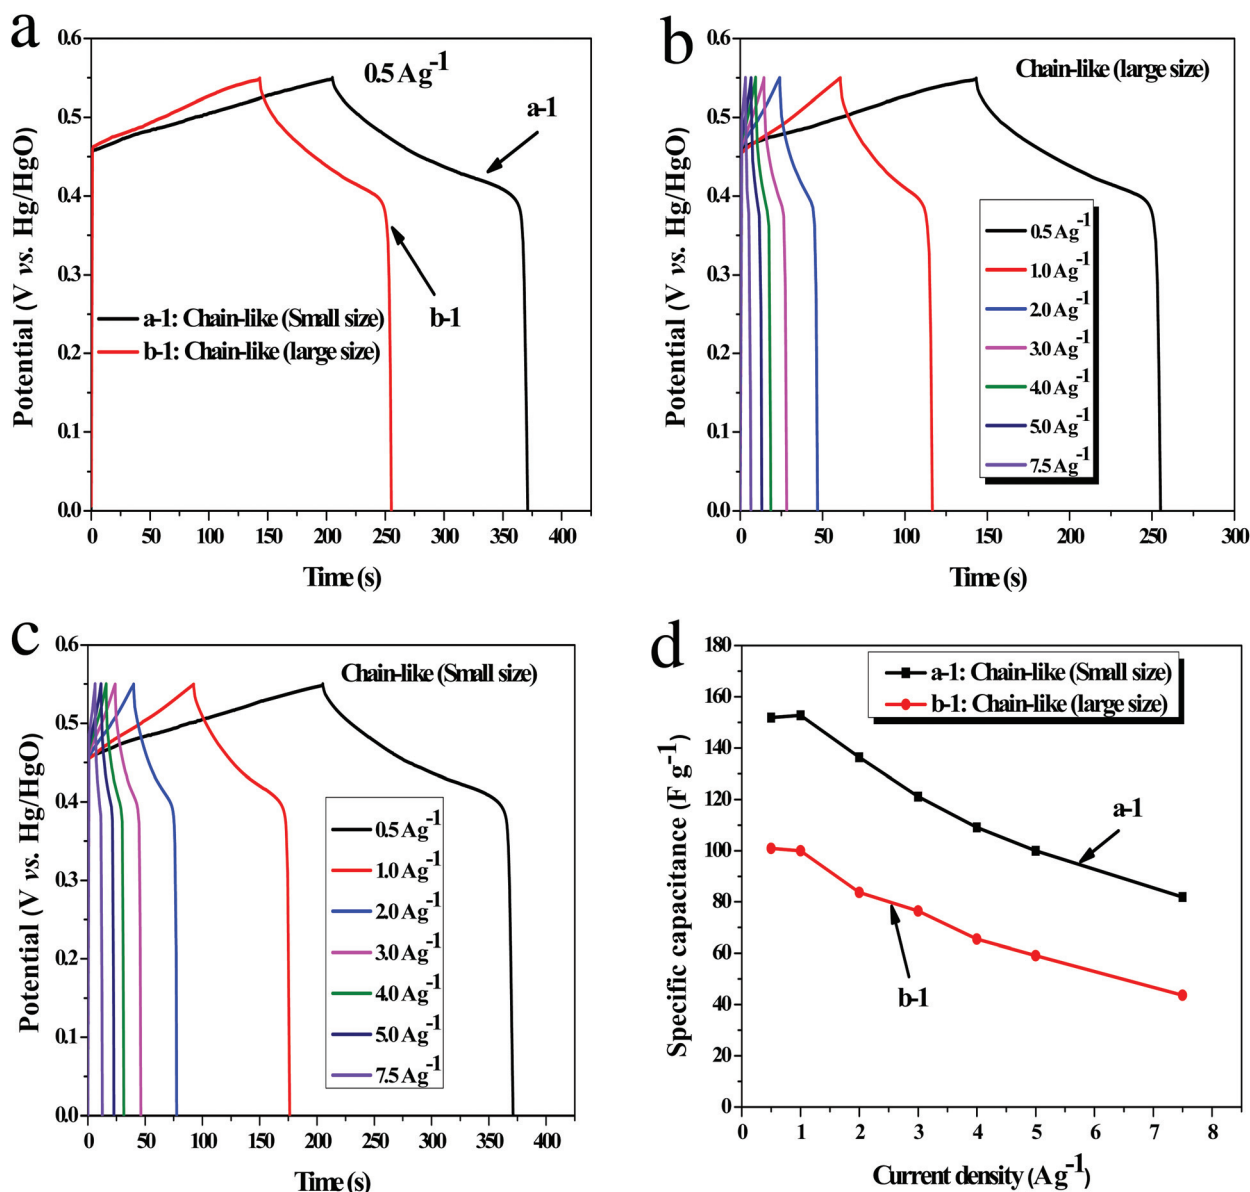 a
0.6
0.5
0.4
0.3
0.2
0.1
0.0
Potential (V vs. Hg/HgO)
0.5 Ag-1
a-1
b-1
a-1: Chain-like (Small size)
b-1: Chain-like (large size)
0 50 100 150 200 250 300 350 400
Time (s)
b
0.6
0.5
0.4
0.3
0.2
0.1
0.0
Potential (V vs. Hg/HgO)
Chain-like (large size)
0.5 Ag-1
1.0 Ag-1
2.0 Ag-1
3.0 Ag-1
4.0 Ag-1
5.0 Ag-1
7.5 Ag-1
0 50 100 150 200 250 300
Time (s)
c
0.6
0.5
0.4
0.3
0.2
0.1
0.0
Potential (V vs. Hg/HgO)
Chain-like (Small size)
0.5 Ag-1
1.0 Ag-1
2.0 Ag-1
3.0 Ag-1
4.0 Ag-1
5.0 Ag-1
7.5 Ag-1
0 50 100 150 200 250 300 350 400
Time (s)
d
180
160
140
120
100
80
60
40
20
0
Specific capacitance (F g-1)
a-1: Chain-like (Small size)
b-1: Chain-like (large size)
a-1
b-1
0 1 2 3 4 5 6 7 8
Current density (A g-1)